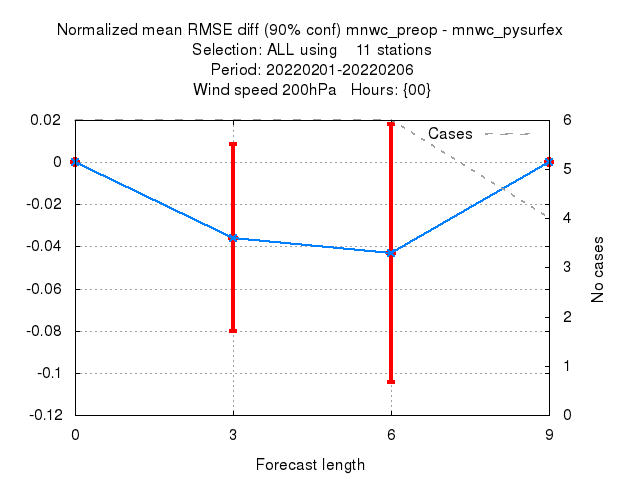 Normalized mean RMSE diff (90% conf) mnwc_preop - mnwc_pysurfex
Selection: ALL using    11 stations
Period: 20220201-20220206
Wind speed 200hPa   Hours: {00}
Cases
0.02
0
-0.02
-0.04
-0.06
-0.08
-0.1
-0.12
6
5
4
3
2
1
0
No cases
0 3 6 9
Forecast length